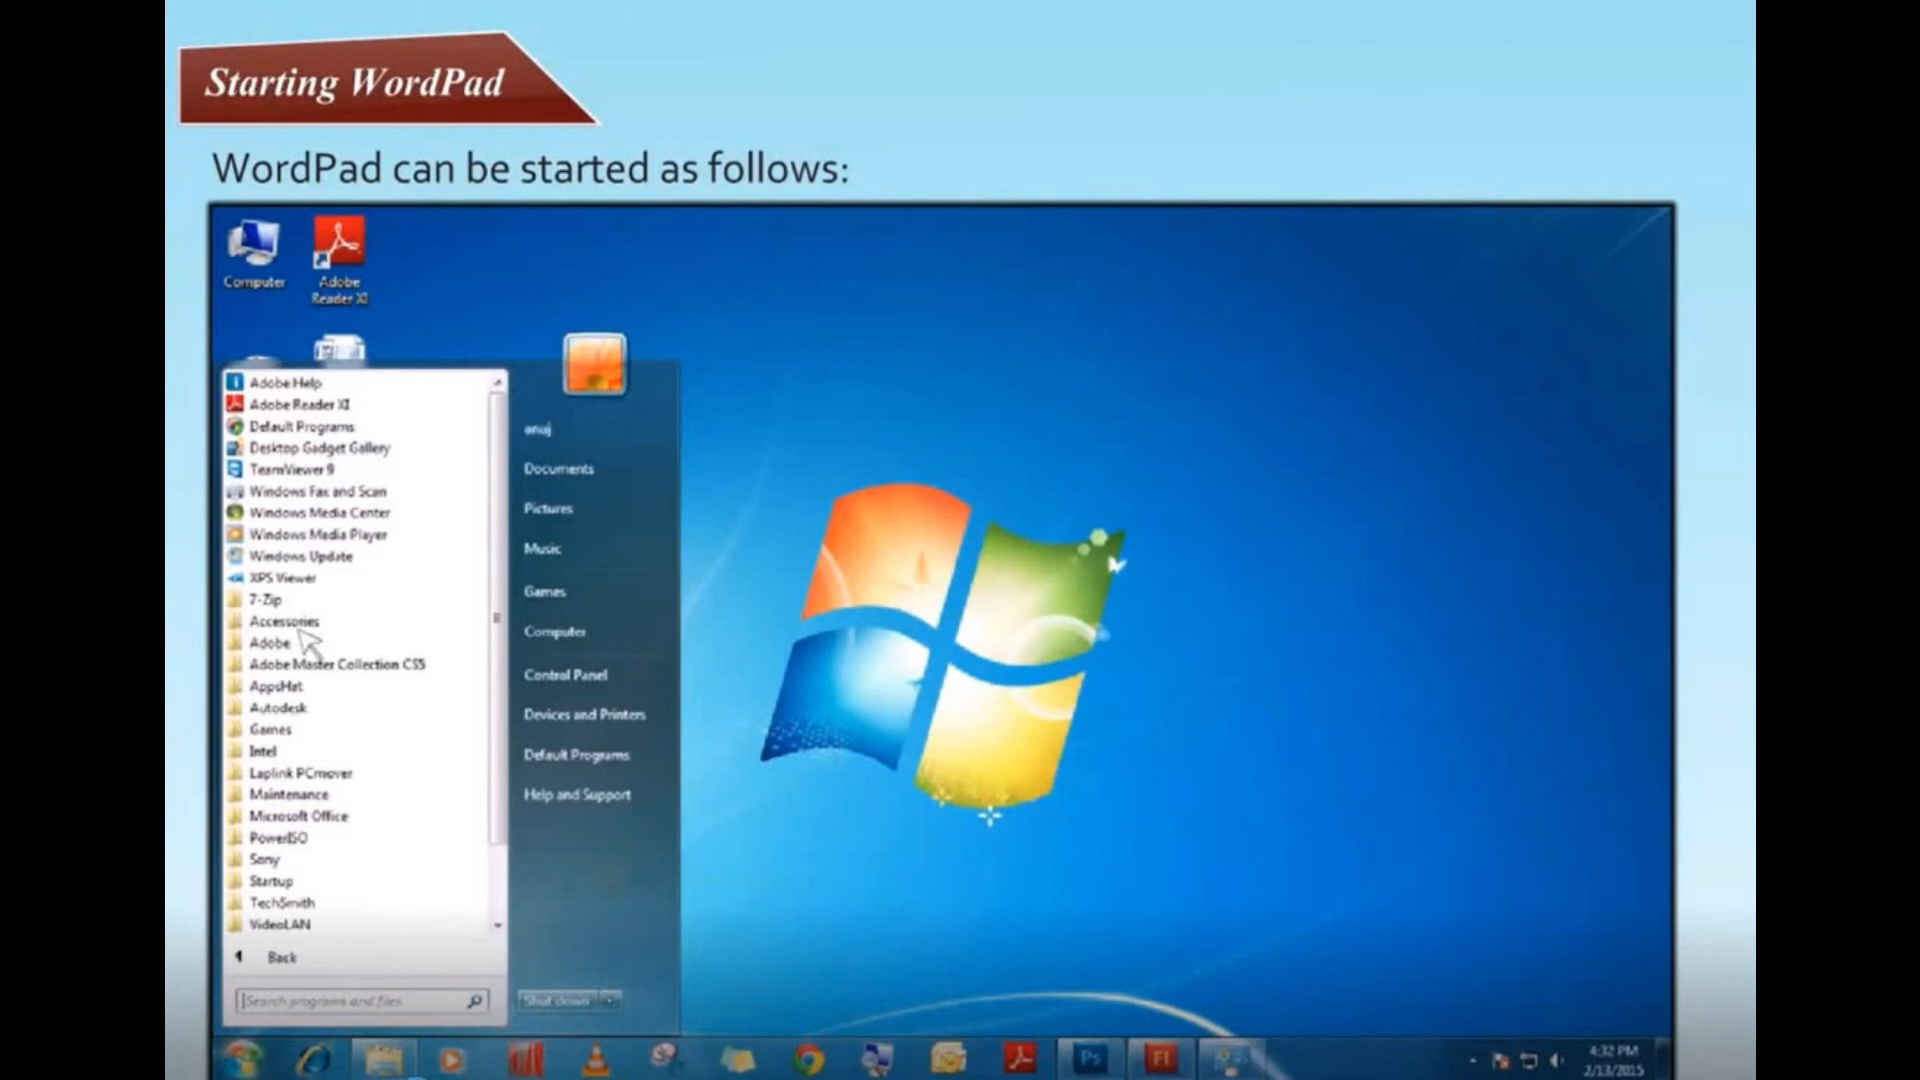 Starting WordPad
WordPad can be started as follows:
Computer
Adobe
Reader XI
Adobe Help
Adobe Reader XI
Default Programs
Desktop Gadget Gallery
TeamViewer 9
Windows Fax and Scan
Windows Media Center
Windows Media Player
Windows Update
XPS Viewer
7-Zip
Accessories
Adobe
Adobe Master Collection CS5
AppsHat
Autodesk
Games
Intel
Laplink PCmover
Maintenance
Microsoft Office
PowerISO
Sony
Startup
TechSmith
VideoLAN
Back
Search programs and files
anuj
Documents
Pictures
Music
Games
Computer
Control Panel
Devices and Printers
Default Programs
Help and Support
Shut down
Ps
Fl
4:32 PM
2/13/2015